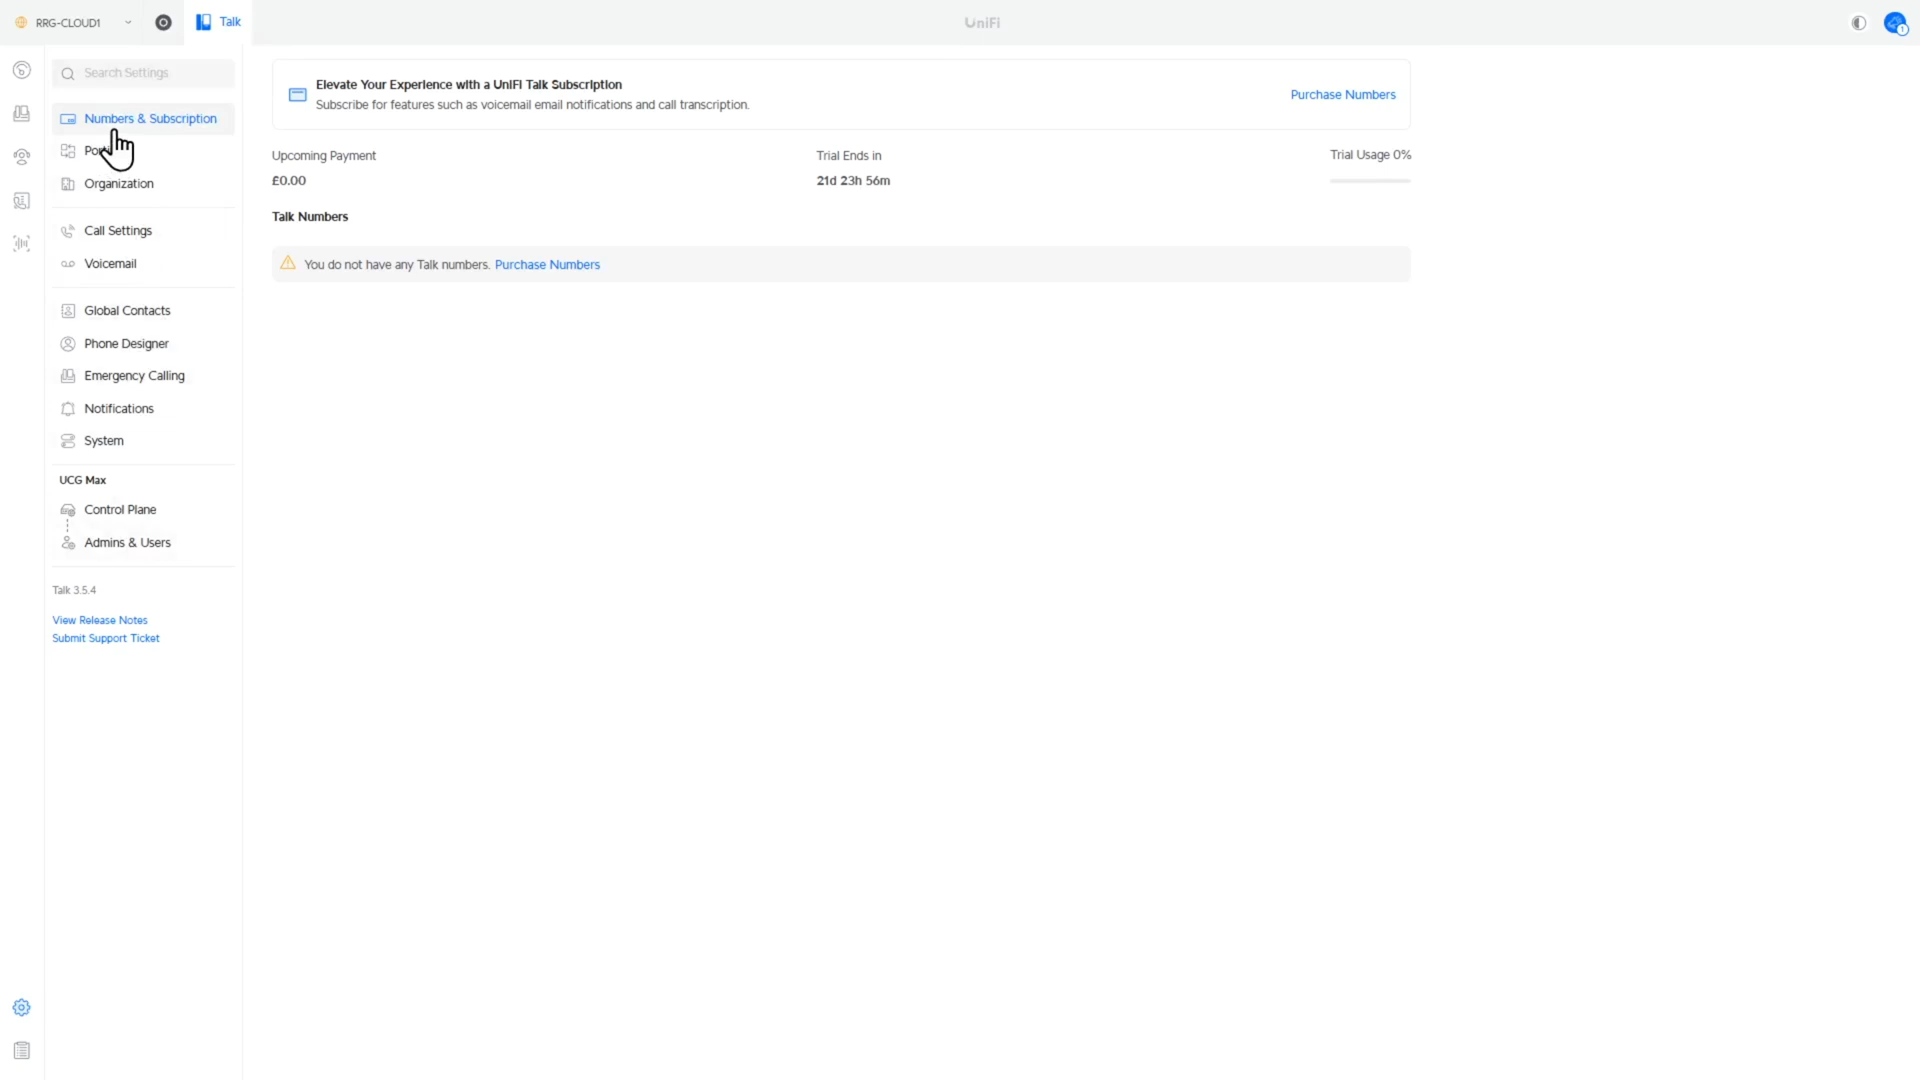 RRG-CLOUD1
Talk
UniFi
Search Settings
Numbers & Subscription
Organization
Call Settings
Voicemail
Global Contacts
Phone Designer
Emergency Calling
Notifications
System
UCG Max
Control Plane
Admins & Users
Talk 3.5.4
View Release Notes
Submit Support Ticket
Elevate Your Experience with a UniFi Talk Subscription
Subscribe for features such as voicemail email notifications and call transcription.
Purchase Numbers
Upcoming Payment
£0.00
Trial Ends in
21d 23h 56m
Trial Usage 0%
Talk Numbers
You do not have any Talk numbers. Purchase Numbers